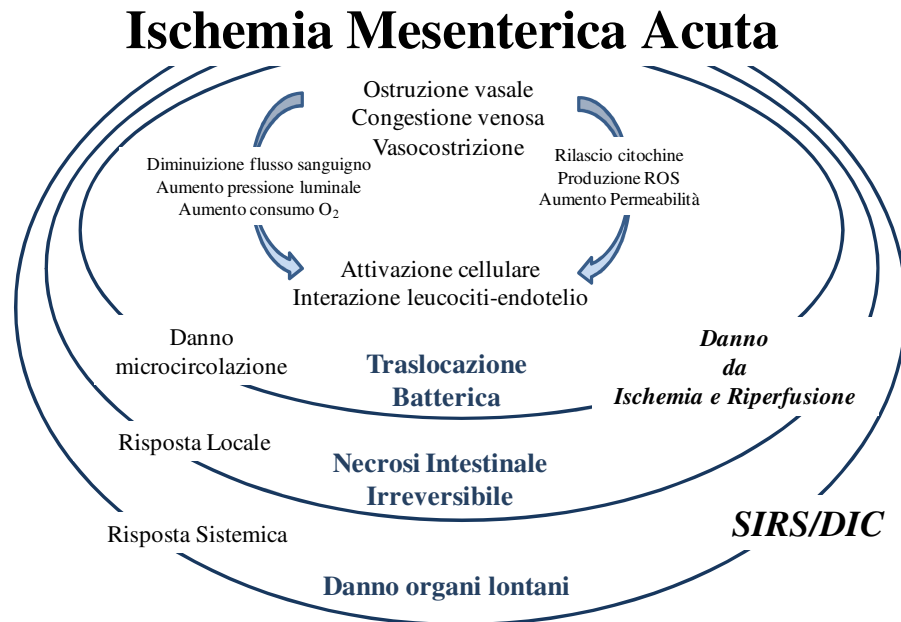 Ischemia Mesenterica Acuta
Ostruzione vasale
Congestione venosa
Vasocostrizione
Diminuizione flusso sanguigno
Aumento pressione luminale
Aumento consumo O₂
Rilascio citochine
Produzione ROS
Aumento Permeabilità
Attivazione cellulare
Interazione leucociti-endotelio
Danno
microcircolazione
Traslocazione
Batterica
Danno
da
Ischemia e Riperfusione
Risposta Locale
Necrosi Intestinale
Irreversibile
Risposta Sistemica
SIRS/DIC
Danno organi lontani